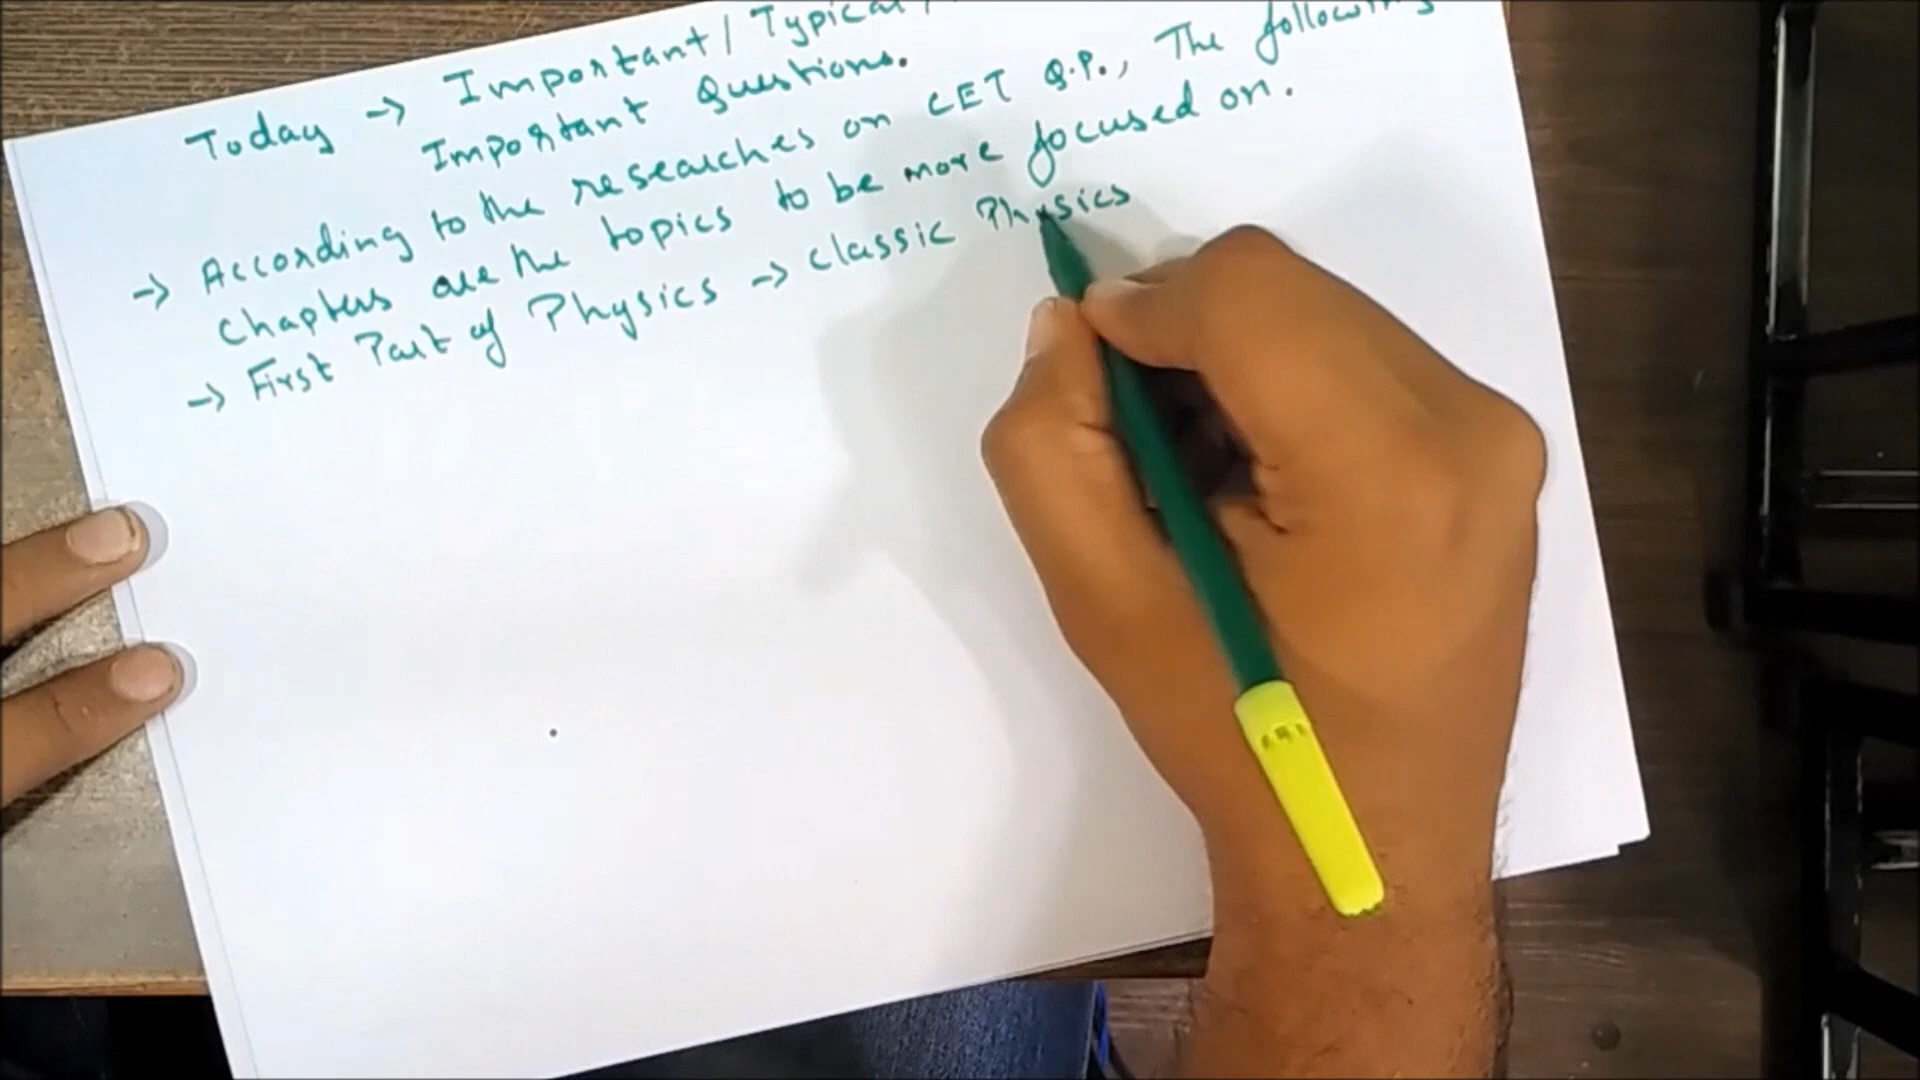 Today → Important / Typical /
Important Questions.
→ According to the researches on CET Q.P., The following
chapters are the topics to be more focused on.
→ First Part of Physics → classic Physics